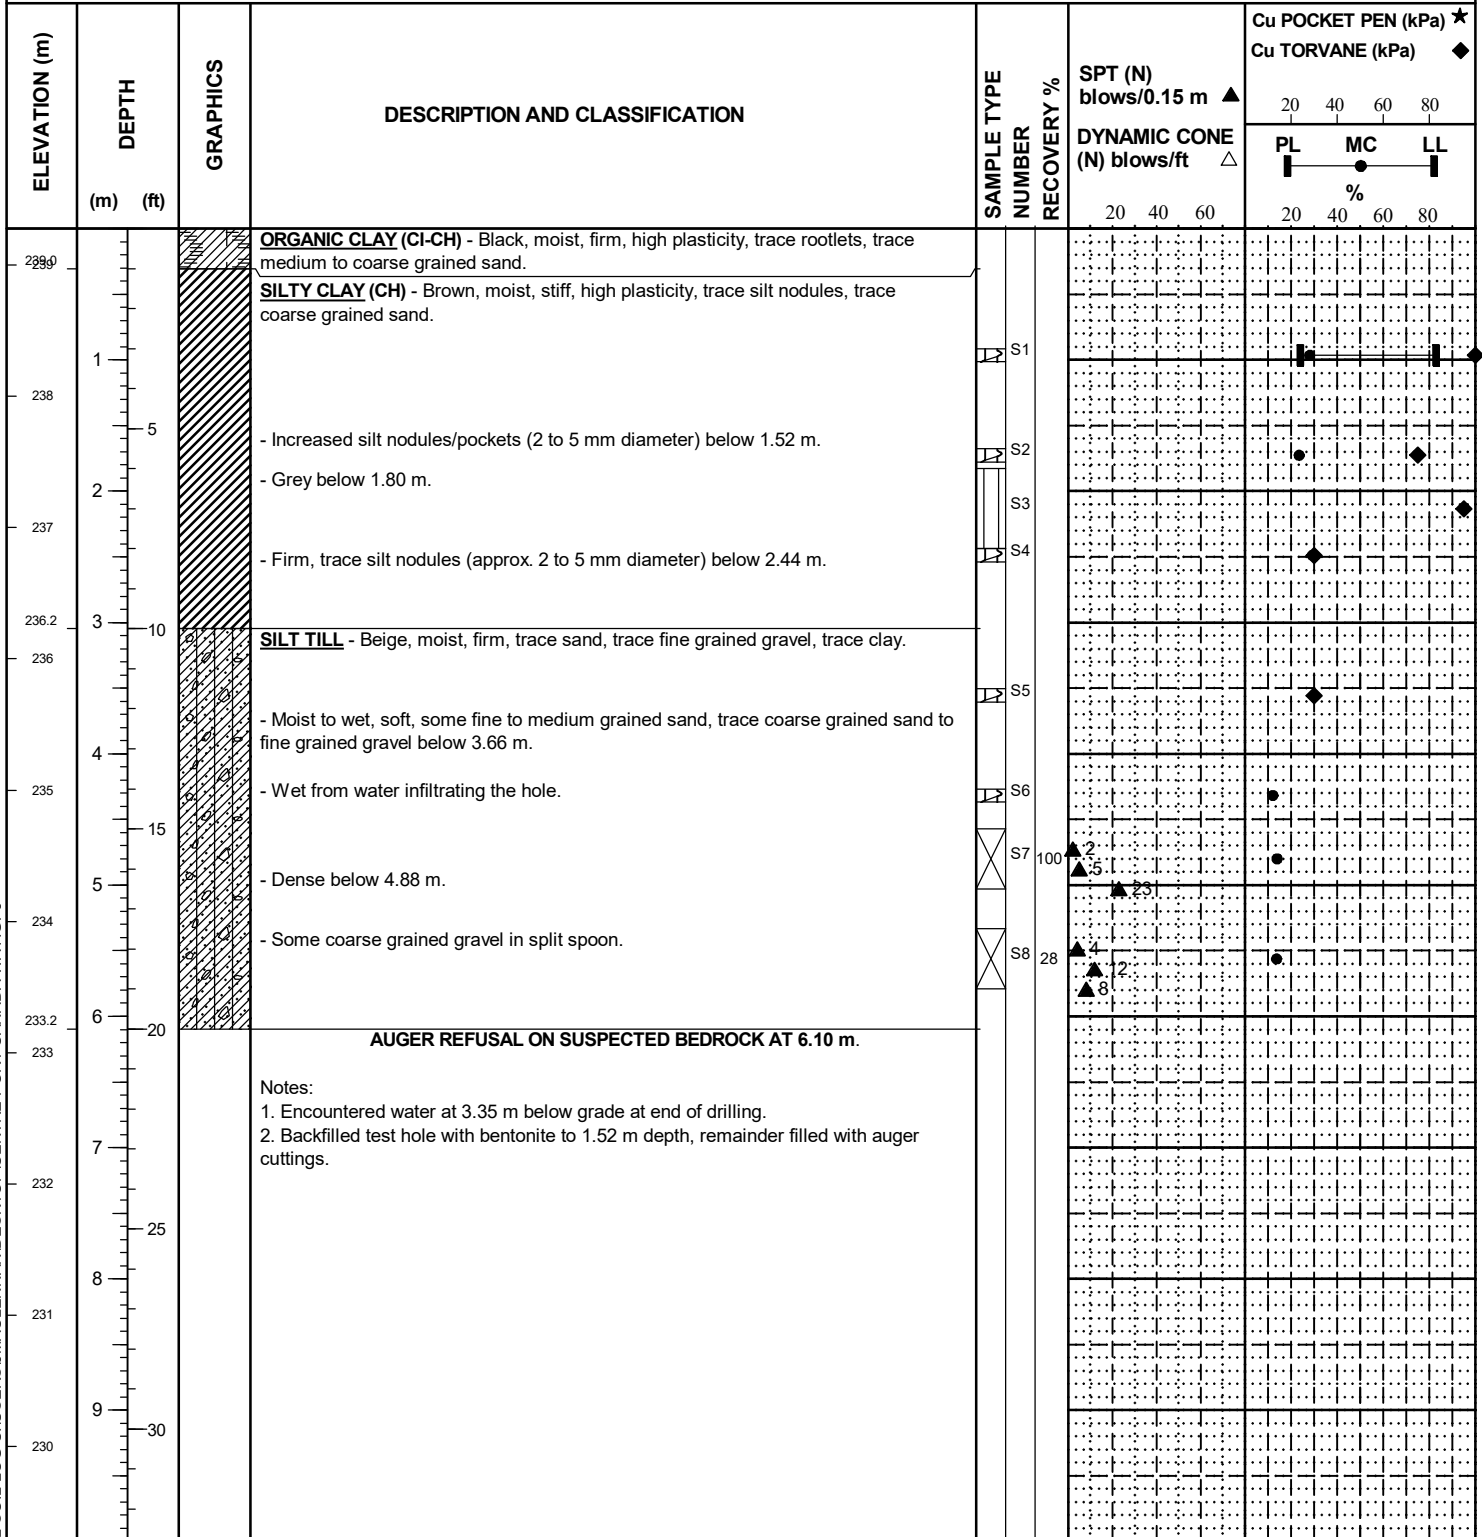 ELEVATION (m)
DEPTH
(m) (ft)
GRAPHICS
DESCRIPTION AND CLASSIFICATION
SAMPLE TYPE
NUMBER
RECOVERY %
SPT (N)
blows/0.15 m
DYNAMIC CONE
(N) blows/ft
20 40 60
Cu POCKET PEN (kPa)
Cu TORVANE (kPa)
20 40 60 80
PL MC LL
%
20 40 60 80
ORGANIC CLAY (CI-CH) - Black, moist, firm, high plasticity, trace rootlets, trace
medium to coarse grained sand.
239.0
239
SILTY CLAY (CH) - Brown, moist, stiff, high plasticity, trace silt nodules, trace
coarse grained sand.
S1
1
238
5
- Increased silt nodules/pockets (2 to 5 mm diameter) below 1.52 m.
S2
- Grey below 1.80 m.
2
S3
237
S4
- Firm, trace silt nodules (approx. 2 to 5 mm diameter) below 2.44 m.
236.2
3
10
SILT TILL - Beige, moist, firm, trace sand, trace fine grained gravel, trace clay.
236
S5
- Moist to wet, soft, some fine to medium grained sand, trace coarse grained sand to
fine grained gravel below 3.66 m.
4
235
- Wet from water infiltrating the hole.
S6
15
S7 100
2
5
23
5
- Dense below 4.88 m.
234
- Some coarse grained gravel in split spoon.
S8 28
4
12
8
6
233.2
20
233
AUGER REFUSAL ON SUSPECTED BEDROCK AT 6.10 m.
Notes:
1. Encountered water at 3.35 m below grade at end of drilling.
2. Backfilled test hole with bentonite to 1.52 m depth, remainder filled with auger
cuttings.
7
232
25
8
231
9
30
230